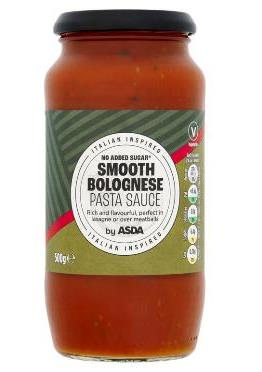 ITALIAN INSPIRED
NO ADDED SUGAR*
SMOOTH
BOLOGNESE
PASTA SAUCE
Rich and flavourful, perfect in
lasagne or over meatballs
by ASDA
ITALIAN INSPIRED
500g℮
V